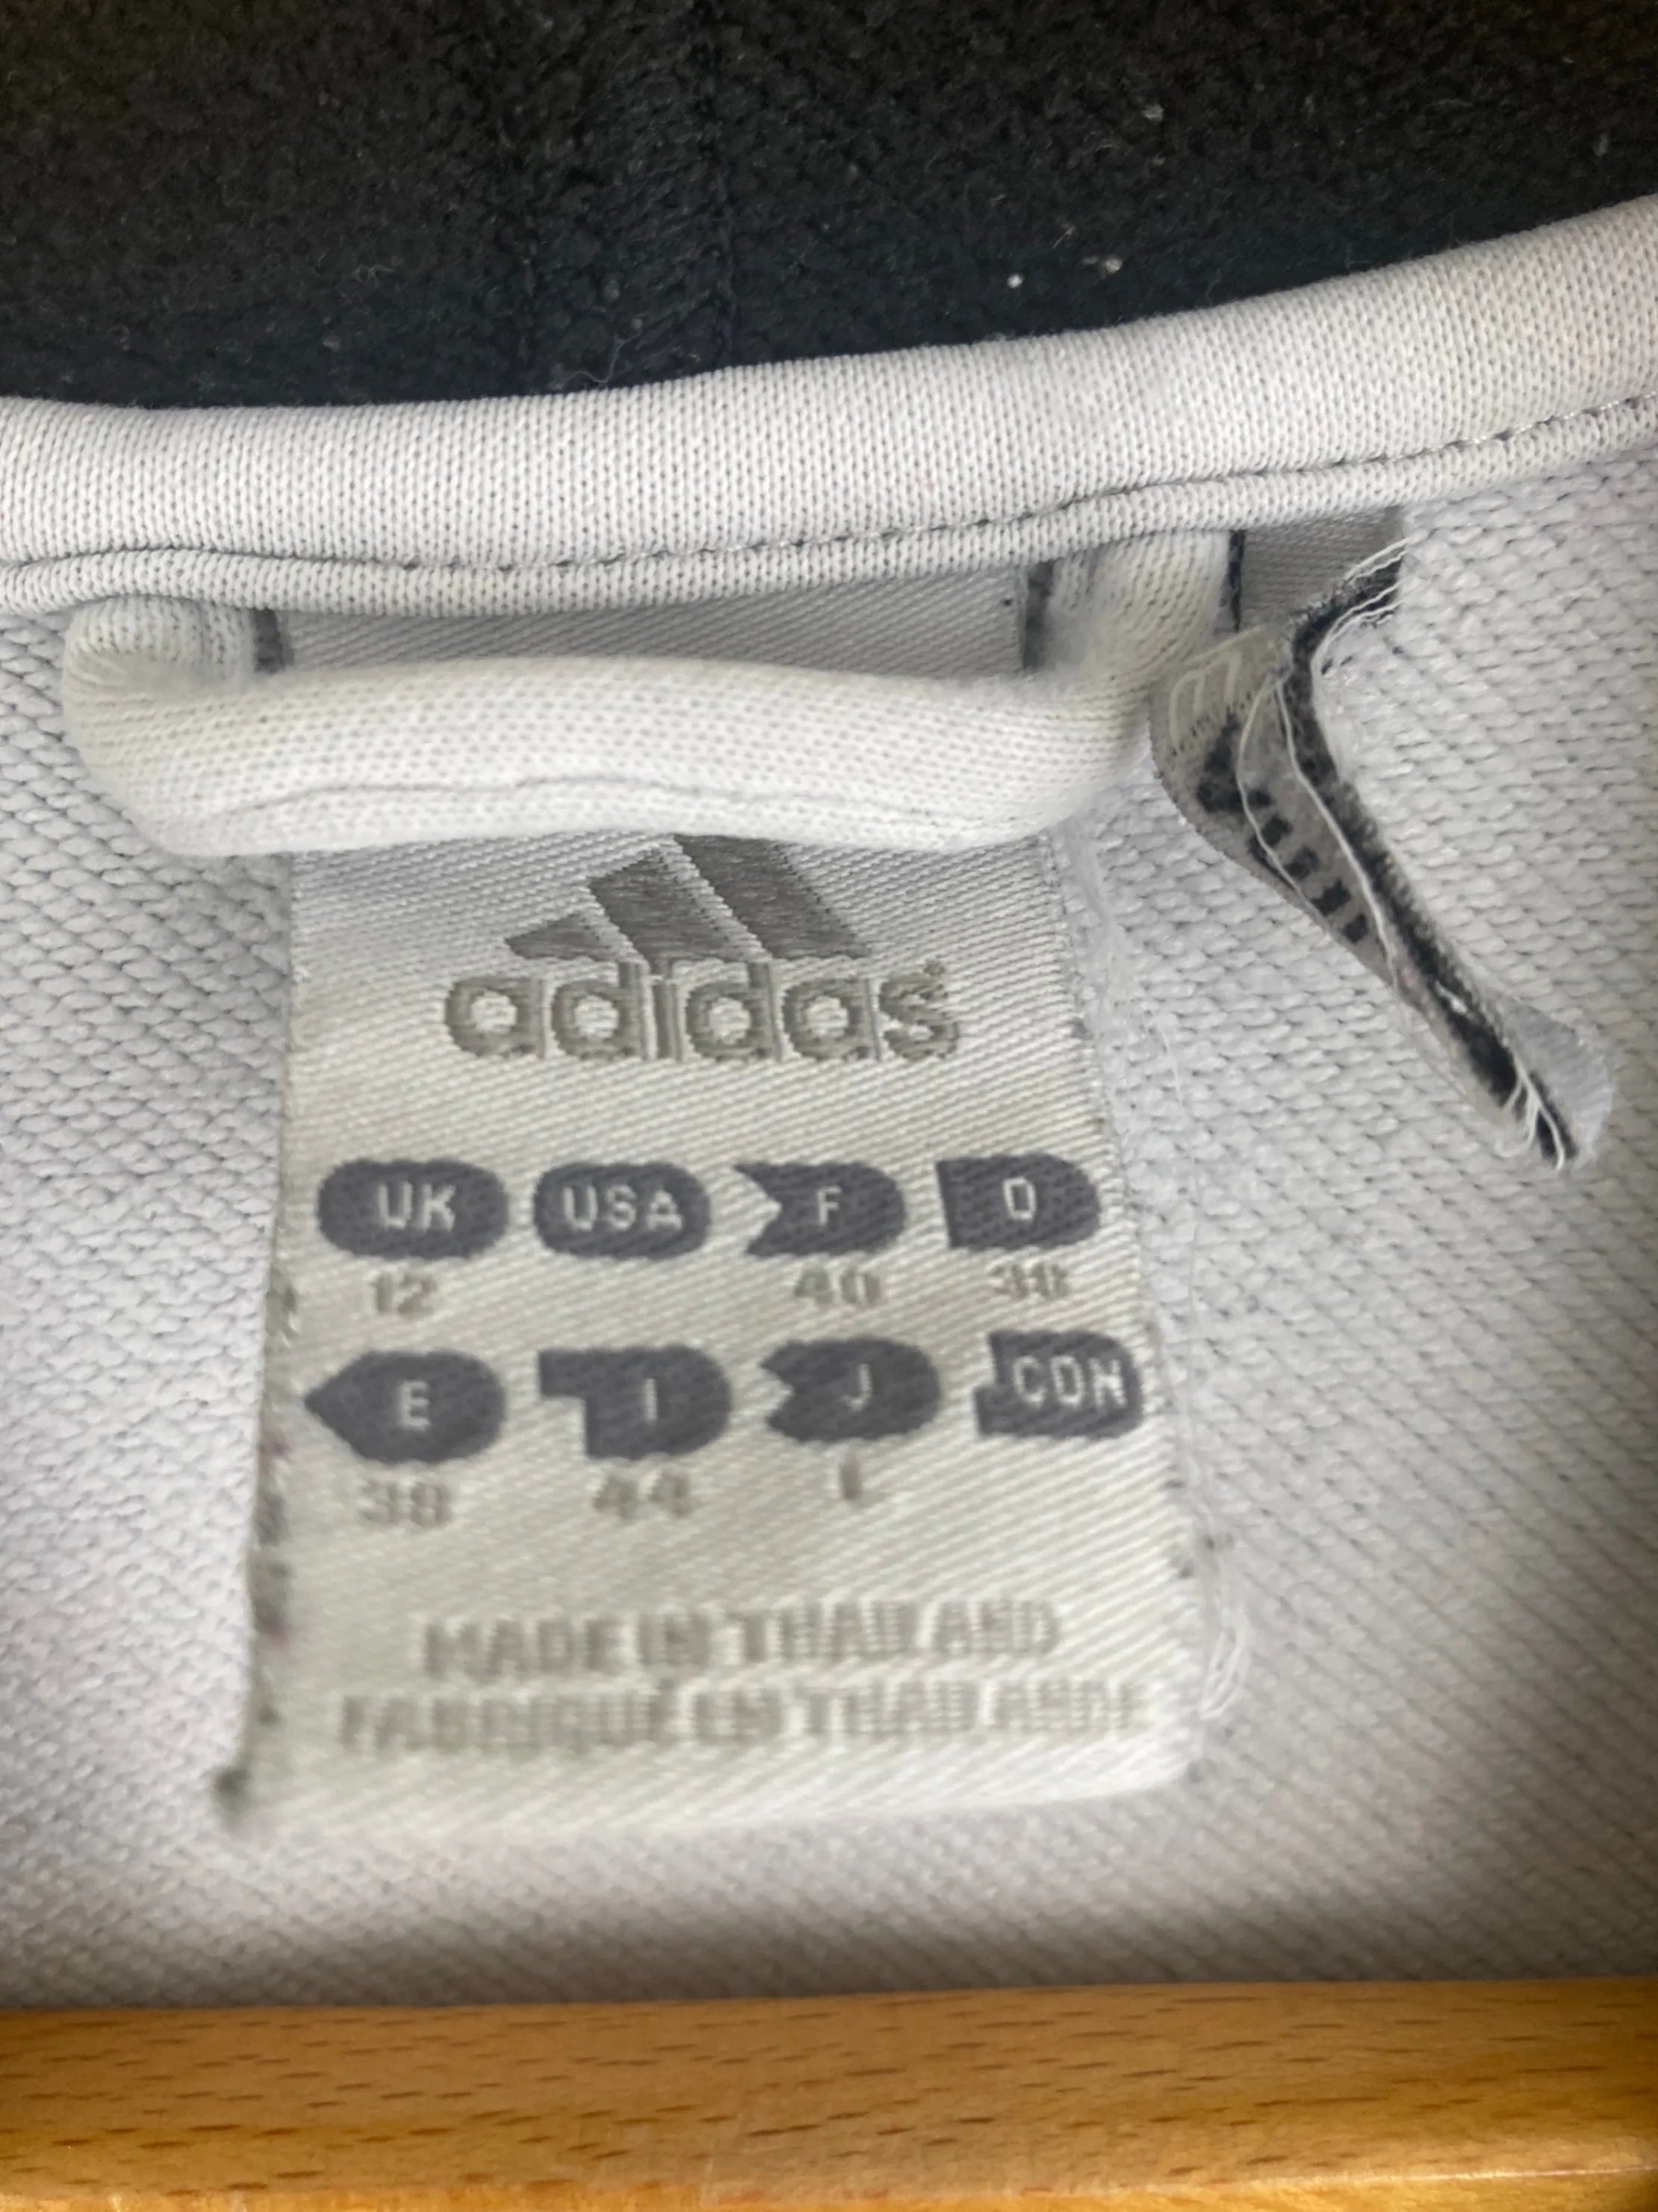 adidas
UK USA F D
12 40 38
E I J CDN
38 44 L
MADE IN THAILAND
FABRIQUÉ EN THAILANDE